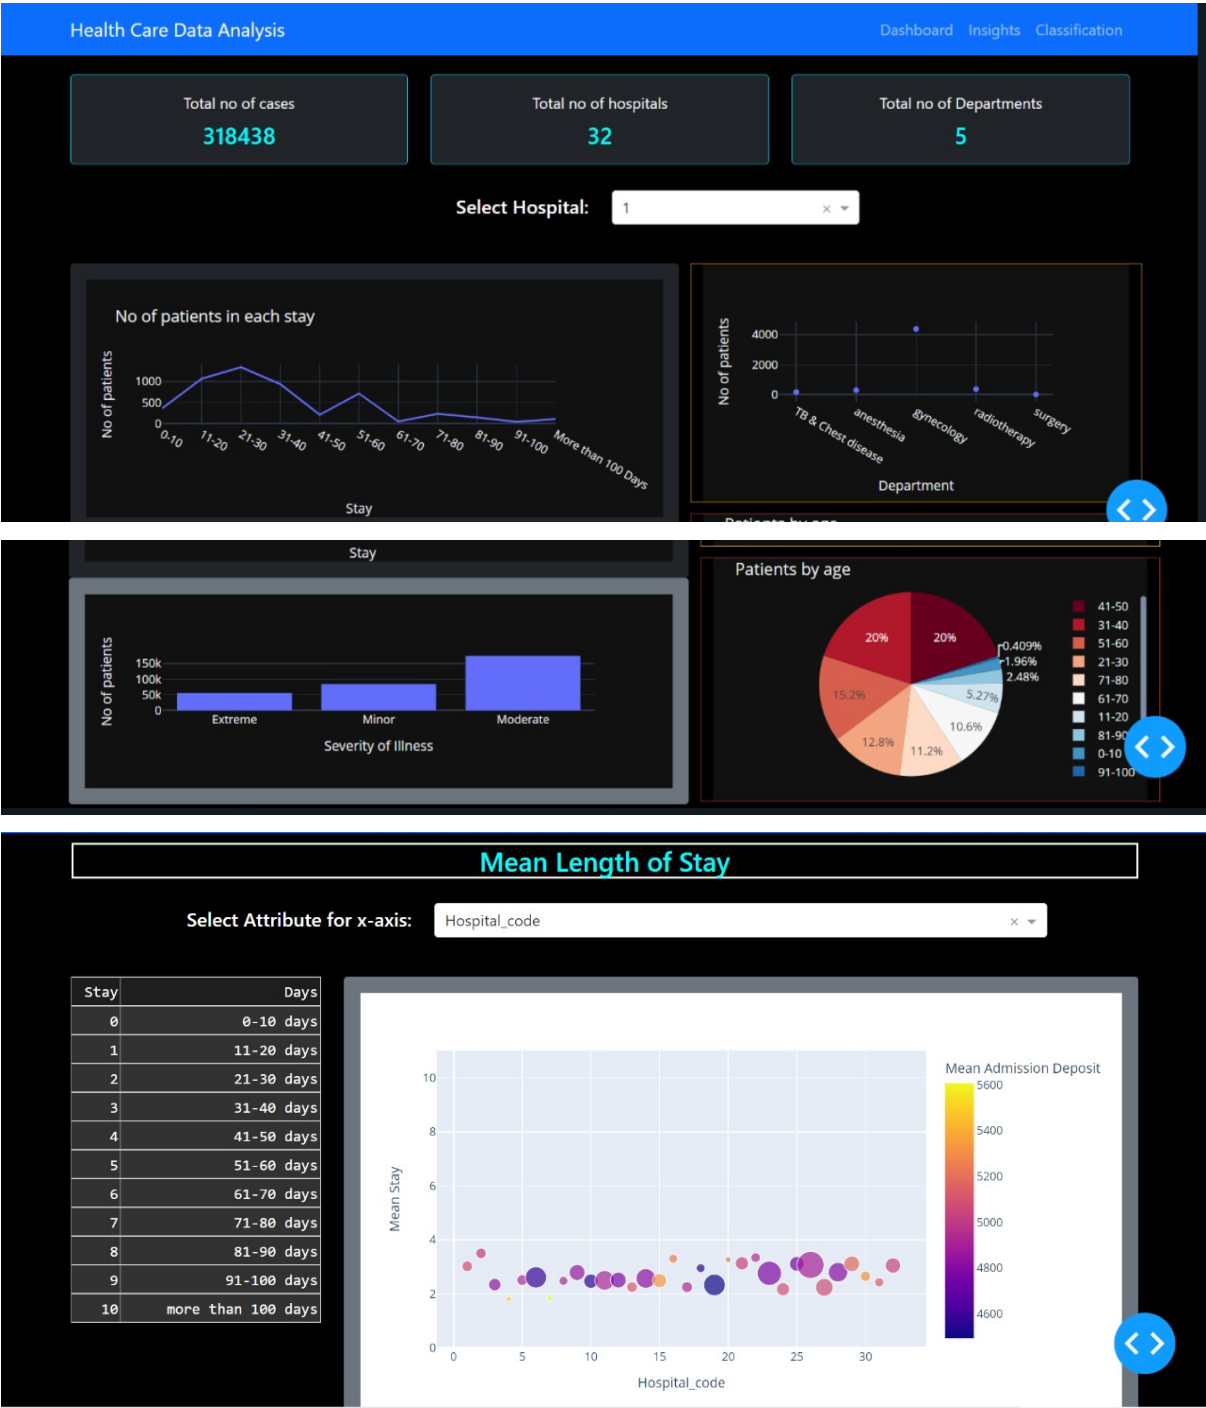 Health Care Data Analysis
Dashboard Insights Classification
Total no of cases
318438
Total no of hospitals
32
Total no of Departments
5
Select Hospital: 1
No of patients in each stay
No of patients
1000
500
0
0-10 11-20 21-30 31-40 41-50 51-60 61-70 71-80 81-90 91-100 More than 100 Days
Stay
No of patients
4000
2000
0
TB & Chest disease anesthesia gynecology radiotherapy surgery
Department
Patients by age
Stay
No of patients
150k
100k
50k
0
Extreme Minor Moderate
Severity of Illness
Patients by age
20% 20%
0.409%
1.96%
2.48%
5.27%
10.6%
11.2%
12.8%
15.2%
41-50
31-40
51-60
21-30
71-80
61-70
11-20
81-90
0-10
91-100
Mean Length of Stay
Select Attribute for x-axis: Hospital_code
Stay Days
0 0-10 days
1 11-20 days
2 21-30 days
3 31-40 days
4 41-50 days
5 51-60 days
6 61-70 days
7 71-80 days
8 81-90 days
9 91-100 days
10 more than 100 days
Mean Stay
10
8
6
4
2
0
0 5 10 15 20 25 30
Hospital_code
Mean Admission Deposit
5600
5400
5200
5000
4800
4600